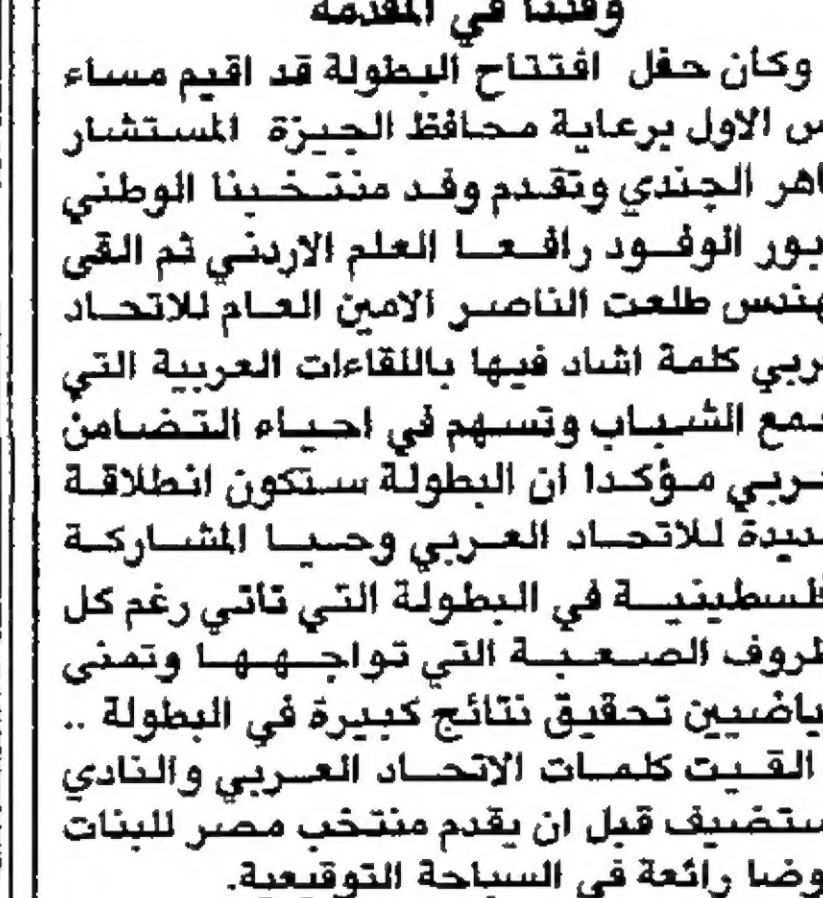 وفدنا في المقدمة
وكان حفل افتتاح البطولة قد اقيم مساء
س الاول برعاية محافظ الجيزة المستشار
اهر الجندي وتقدم وفد منتخبنا الوطني
بور الوفود رافعا العلم الاردني ثم القى
هندس طلعت الناصر الامين العام للاتحاد
ربي كلمة اشاد فيها باللقاءات العربية التي
مع الشباب وتسهم في احياء التضامن
ربي مؤكدا ان البطولة ستكون انطلاقة
ديدة للاتحاد العربي وحيا المشاركة
لسطينية في البطولة التي تاتي رغم كل
ظروف الصعبة التي تواجهها وتمنى
ياضيين تحقيق نتائج كبيرة في البطولة ..
القيت كلمات الاتحاد العربي والنادي
ستضيف قبل ان يقدم منتخب مصر للبنات
وضا رائعة في السباحة التوقيعية.